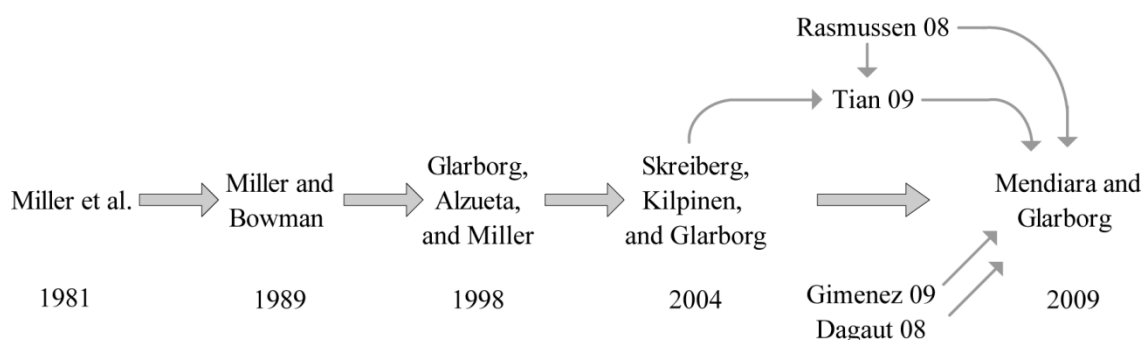 Rasmussen 08
Tian 09
Miller et al.
Miller and
Bowman
Glarborg,
Alzueta,
and Miller
Skreiberg,
Kilpinen,
and Glarborg
Mendiara and
Glarborg
1981
1989
1998
2004
Gimenez 09
Dagaut 08
2009